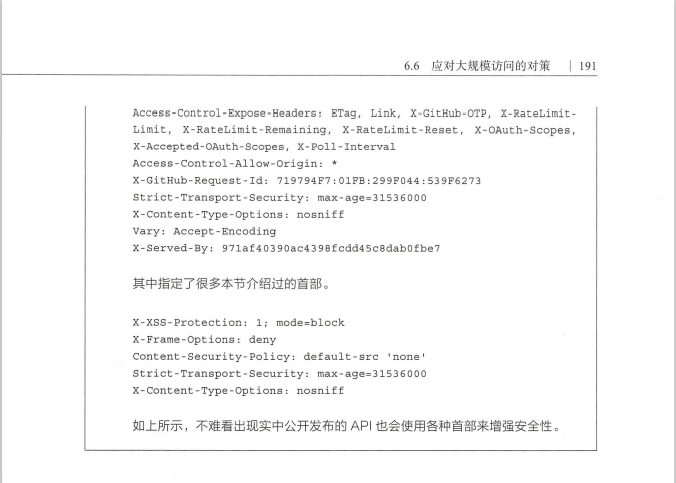 6.6 应对大规模访问的对策 | 191
Access-Control-Expose-Headers: ETag, Link, X-GitHub-OTP, X-RateLimit-
Limit, X-RateLimit-Remaining, X-RateLimit-Reset, X-OAuth-Scopes,
X-Accepted-OAuth-Scopes, X-Poll-Interval
Access-Control-Allow-Origin: *
X-GitHub-Request-Id: 719794F7:01FB:299F044:539F6273
Strict-Transport-Security: max-age=31536000
X-Content-Type-Options: nosniff
Vary: Accept-Encoding
X-Served-By: 971af40390ac4398fcdd45c8dab0fbe7
其中指定了很多本节介绍过的首部。
X-XSS-Protection: 1; mode=block
X-Frame-Options: deny
Content-Security-Policy: default-src 'none'
Strict-Transport-Security: max-age=31536000
X-Content-Type-Options: nosniff
如上所示，不难看出现实中公开发布的 API 也会使用各种首部来增强安全性。